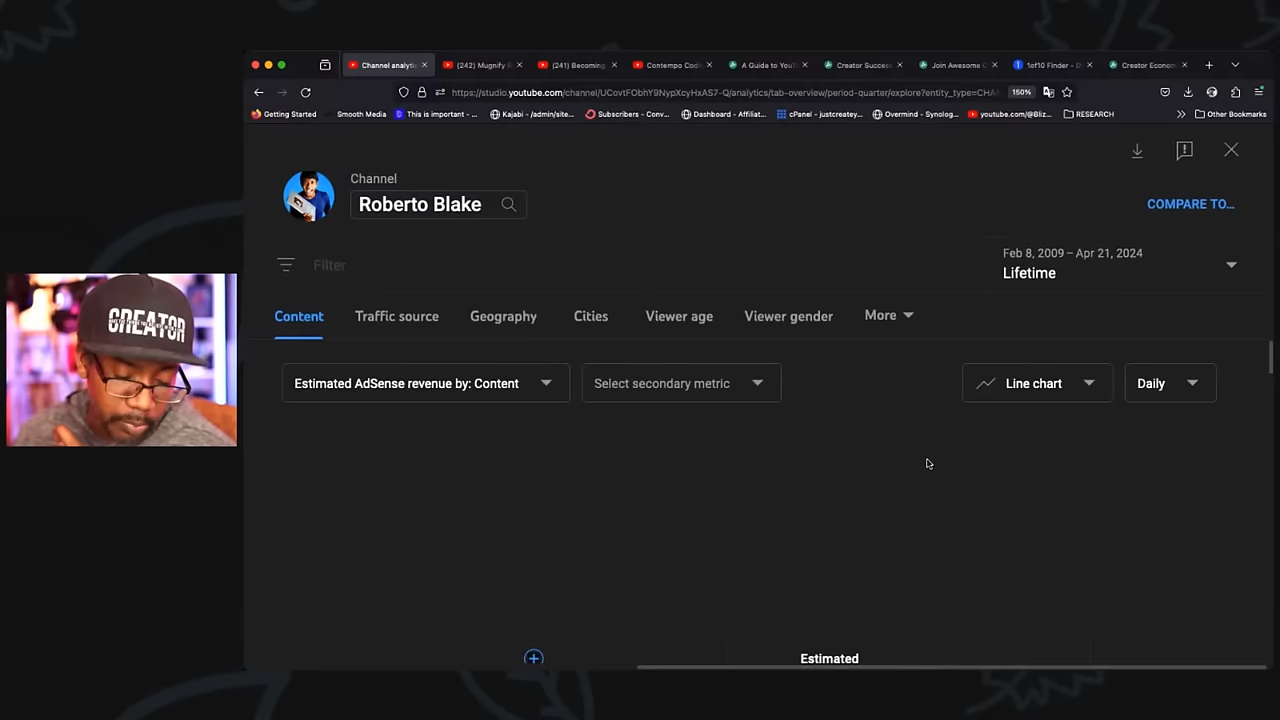 Channel analytic
(242) Mugnify R
(241) Becoming
Contempo Codi
A Guide to YouT
Creator Success
Join Awesome C
1of10 Finder - D
Creator Econom
https://studio.youtube.com/channel/UCovtFObhY9NypXcyHxAS7-Q/analytics/tab-overview/period-quarter/explore?entity_type=CHA
150%
Getting Started
Smooth Media
This is important - ...
Kajabi - /admin/site...
Subscribers - Conv...
Dashboard - Affiliat...
cPanel - justcreatey...
Overmind - Synolog...
youtube.com/@Bliz...
RESEARCH
Other Bookmarks
Channel
Roberto Blake
COMPARE TO...
Filter
Feb 8, 2009 – Apr 21, 2024
Lifetime
Content
Traffic source
Geography
Cities
Viewer age
Viewer gender
More
CREATOR
Estimated AdSense revenue by: Content
Select secondary metric
Line chart
Daily
Estimated